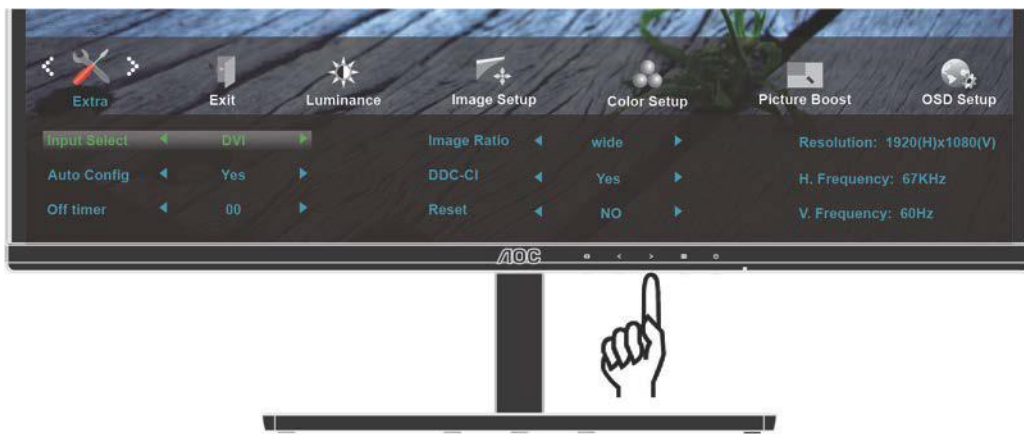 Extra Exit Luminance Image Setup Color Setup Picture Boost OSD Setup
Input Select DVI Image Ratio wide Resolution: 1920(H)x1080(V)
Auto Config Yes DDC-CI Yes H. Frequency: 67KHz
Off timer 00 Reset NO V. Frequency: 60Hz
AOC